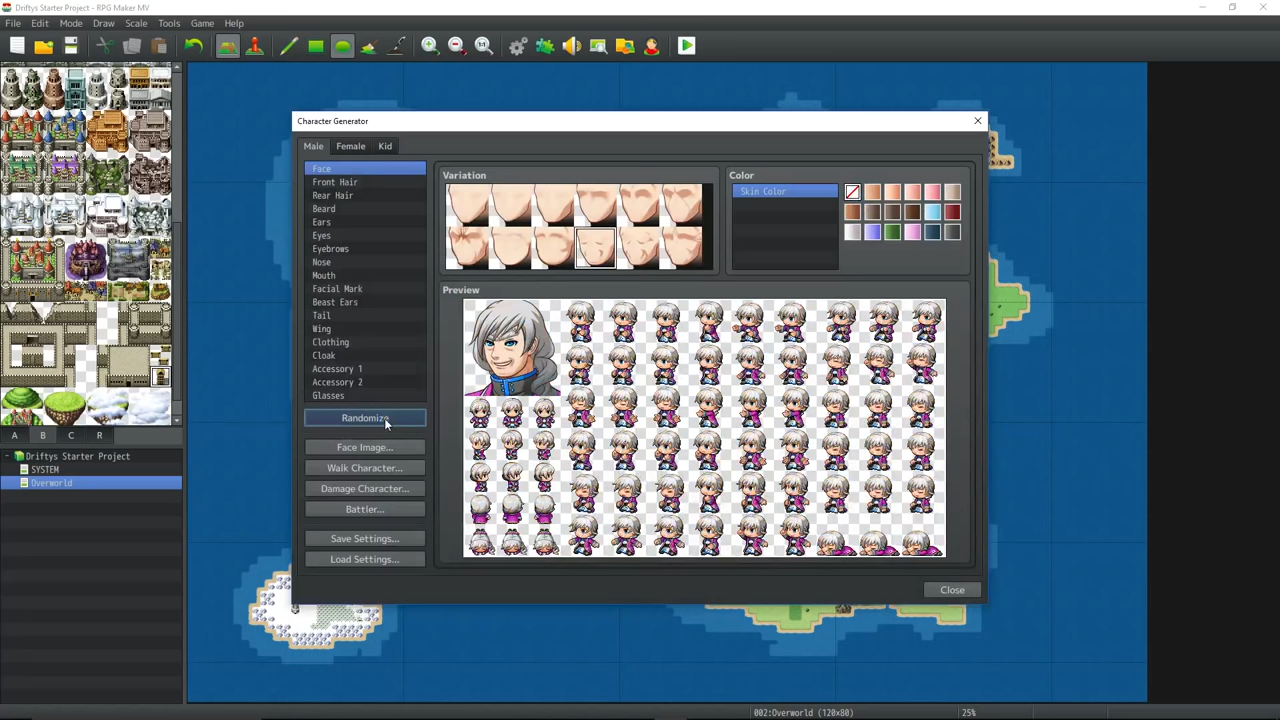 Driftys Starter Project - RPG Maker MV
File Edit Mode Draw Scale Tools Game Help
Character Generator
Male Female Kid
Face
Front Hair
Rear Hair
Beard
Ears
Eyes
Eyebrows
Nose
Mouth
Facial Mark
Beast Ears
Tail
Wing
Clothing
Cloak
Accessory 1
Accessory 2
Glasses
Randomize
Face Image...
Walk Character...
Damage Character...
Battler...
Save Settings...
Load Settings...
Variation
Color
Skin Color
Preview
Close
A B C R
Driftys Starter Project
SYSTEM
Overworld
002:Overworld (120x80) 25%